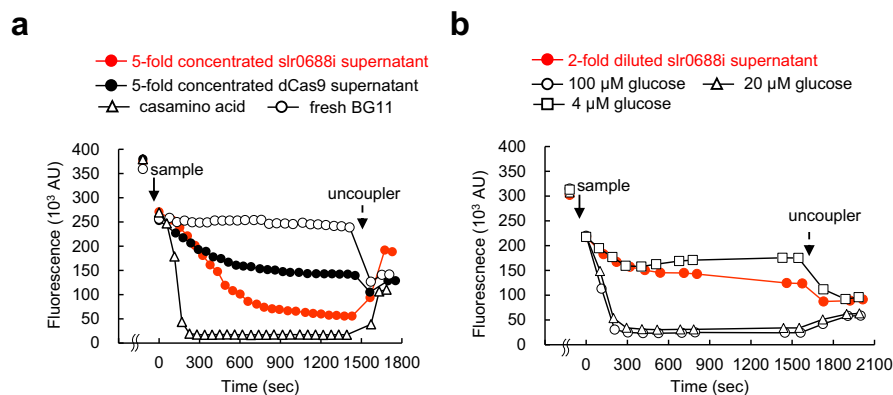 a
5-fold concentrated slr0688i supernatant
5-fold concentrated dCas9 supernatant
casamino acid fresh BG11
400
350
300
250
200
150
100
50
0
Fluorescence (10³ AU)
sample
uncoupler
0 300 600 900 1200 1500 1800
Time (sec)
b
2-fold diluted slr0688i supernatant
100 µM glucose 20 µM glucose
4 µM glucose
400
350
300
250
200
150
100
50
0
Fluorescnece (10³ AU)
sample
uncoupler
0 300 600 900 1200 1500 1800 2100
Time (sec)